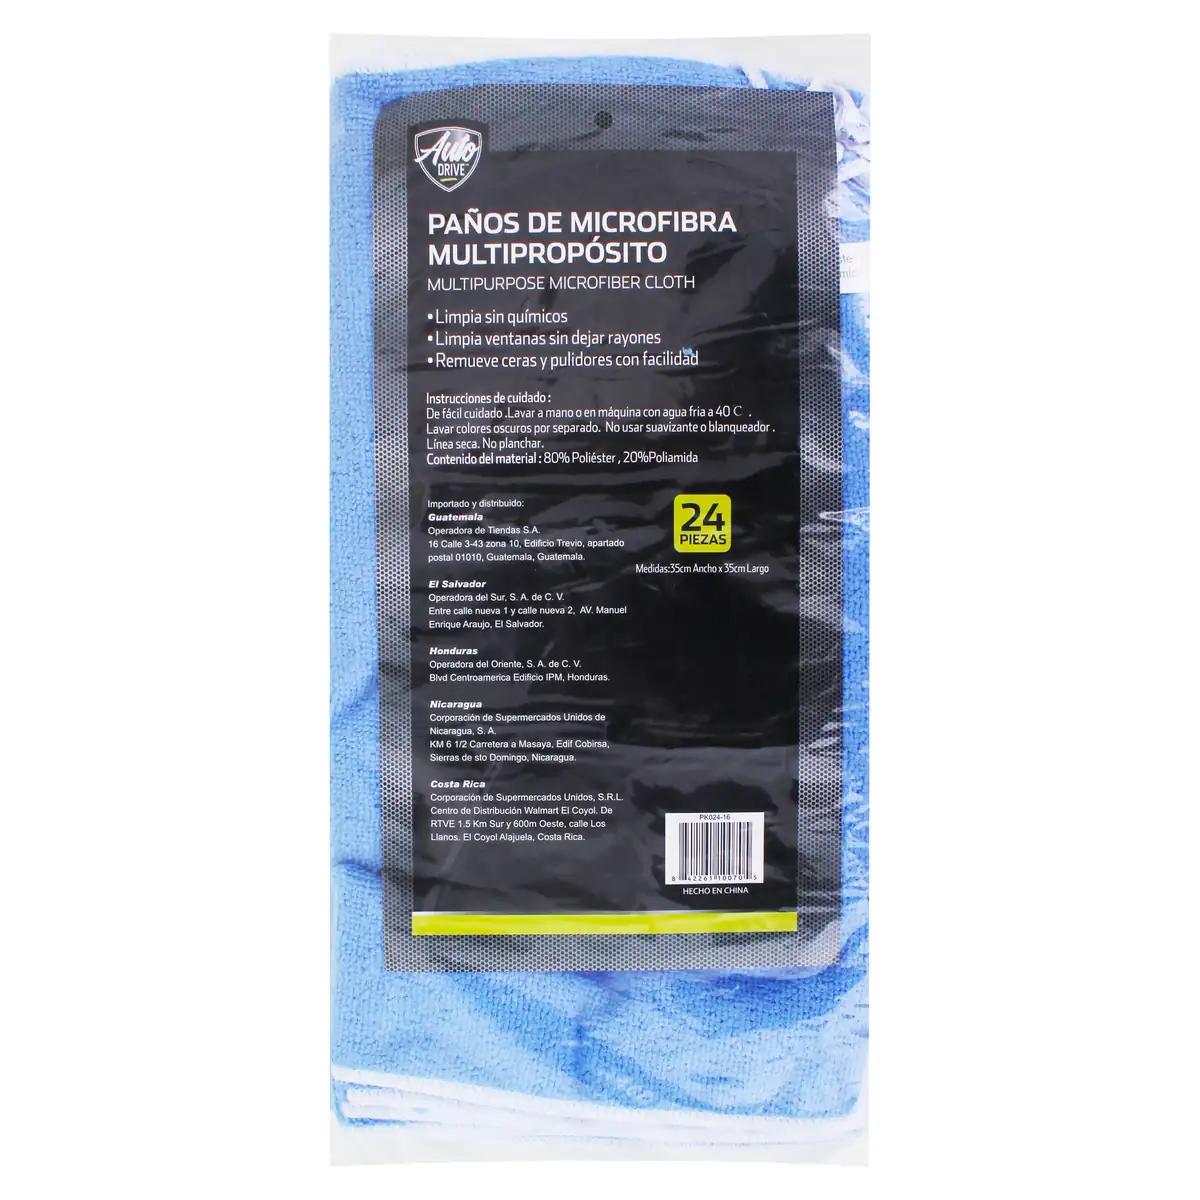 Auto
DRIVE™
PAÑOS DE MICROFIBRA
MULTIPROPÓSITO
MULTIPURPOSE MICROFIBER CLOTH
• Limpia sin químicos
• Limpia ventanas sin dejar rayones
• Remueve ceras y pulidores con facilidad
Instrucciones de cuidado :
De fácil cuidado .Lavar a mano o en máquina con agua fria a 40℃ .
Lavar colores oscuros por separado. No usar suavizante o blanqueador .
Línea seca. No planchar.
Contenido del material : 80% Poliéster , 20%Poliamida
Importado y distribuido:
Guatemala
Operadora de Tiendas S.A.
16 Calle 3-43 zona 10, Edificio Trevio, apartado
postal 01010, Guatemala, Guatemala.
24
PIEZAS
Medidas:35cm Ancho x 35cm Largo
El Salvador
Operadora del Sur, S. A. de C. V.
Entre calle nueva 1 y calle nueva 2, AV. Manuel
Enrique Araujo, El Salvador.
Honduras
Operadora del Oriente, S. A. de C. V.
Blvd Centroamerica Edificio IPM, Honduras.
Nicaragua
Corporación de Supermercados Unidos de
Nicaragua, S. A.
KM 6 1/2 Carretera a Masaya, Edif Cobirsa,
Sierras de sto Domingo, Nicaragua.
Costa Rica
Corporación de Supermercados Unidos, S.R.L.
Centro de Distribución Walmart El Coyol. De
RTVE 1.5 Km Sur y 600m Oeste, calle Los
Llanos. El Coyol Alajuela, Costa Rica.
PK024-16
8 42261 10070 5
HECHO EN CHINA